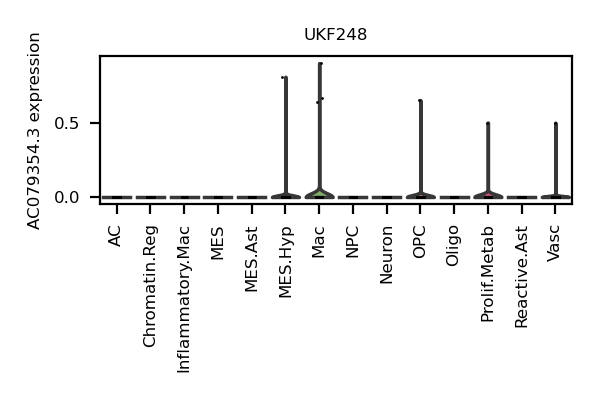 UKF248
AC079354.3 expression
0.5
0.0
AC
Chromatin.Reg
Inflammatory.Mac
MES
MES.Ast
MES.Hyp
Mac
NPC
Neuron
OPC
Oligo
Prolif.Metab
Reactive.Ast
Vasc